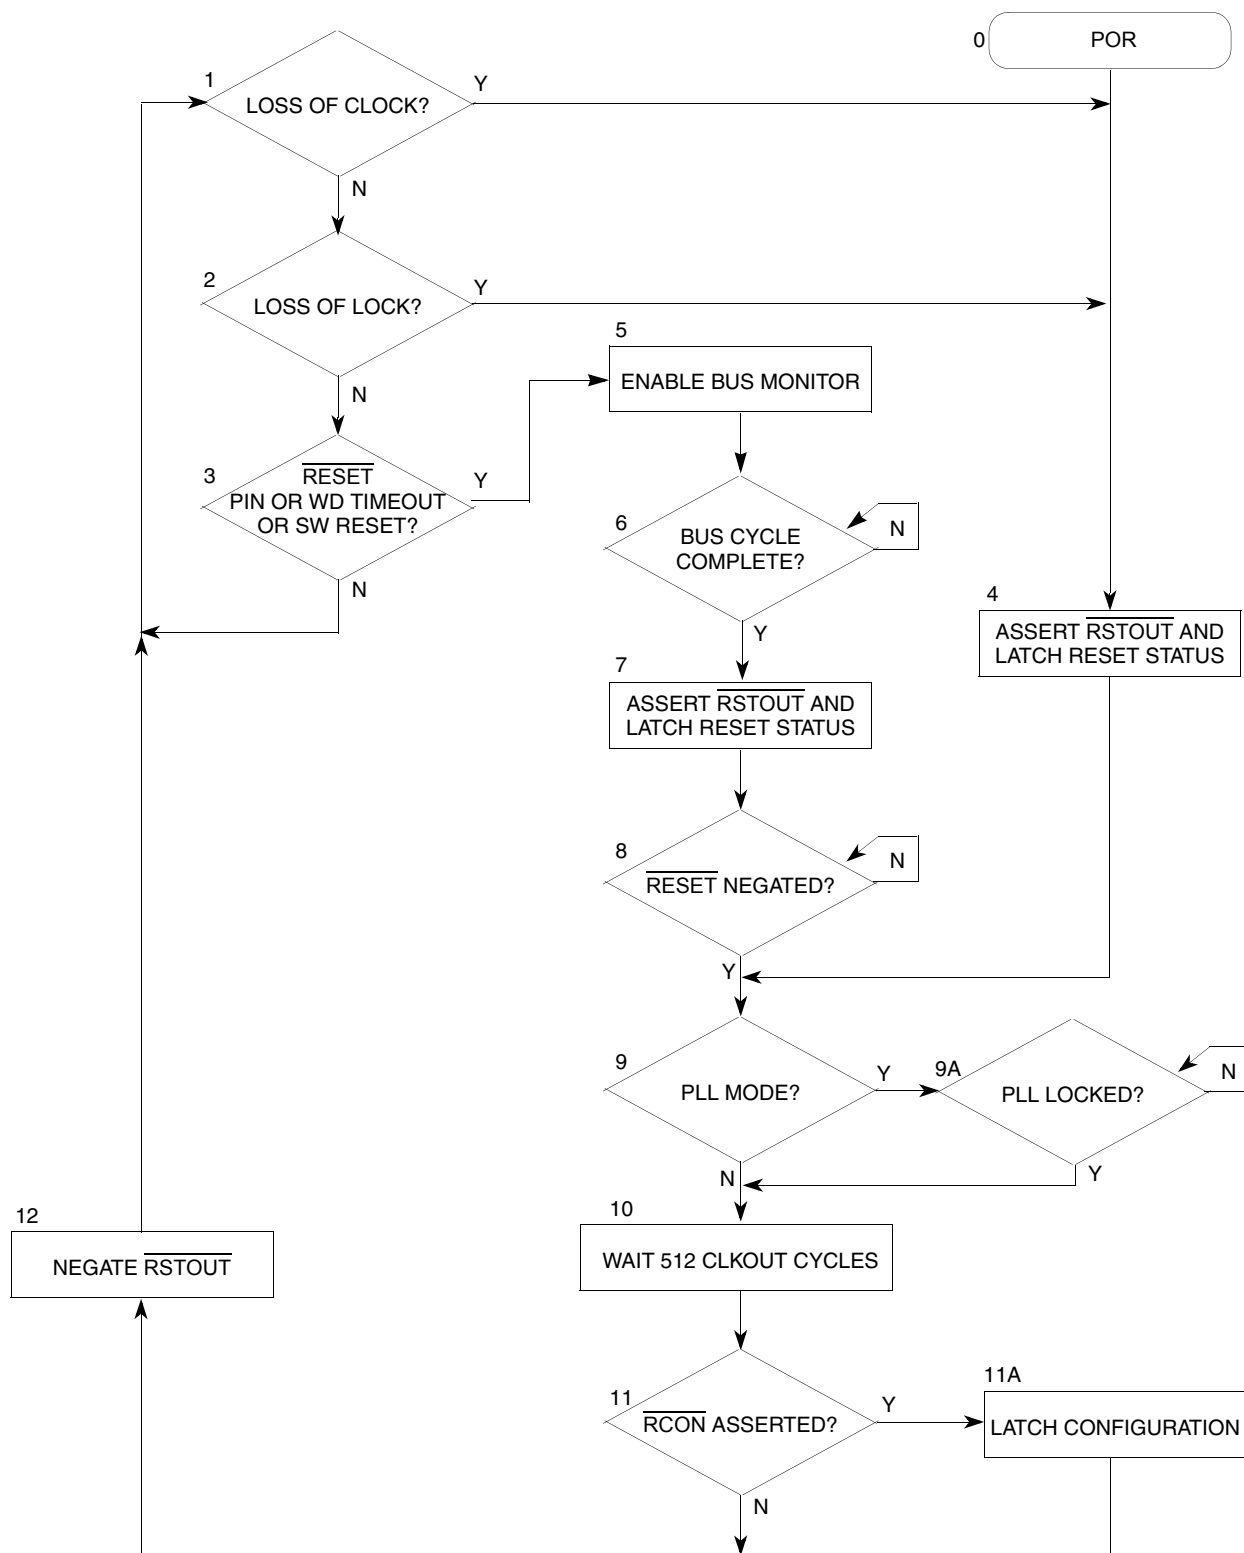 0
POR
1
LOSS OF CLOCK?
Y
N
2
LOSS OF LOCK?
Y
N
3
RESET
PIN OR WD TIMEOUT
OR SW RESET?
Y
N
5
ENABLE BUS MONITOR
6
BUS CYCLE
COMPLETE?
N
Y
4
ASSERT RSTOUT AND
LATCH RESET STATUS
7
ASSERT RSTOUT AND
LATCH RESET STATUS
8
RESET NEGATED?
N
Y
9
PLL MODE?
Y
N
9A
PLL LOCKED?
N
Y
10
WAIT 512 CLKOUT CYCLES
12
NEGATE RSTOUT
11
RCON ASSERTED?
Y
N
11A
LATCH CONFIGURATION